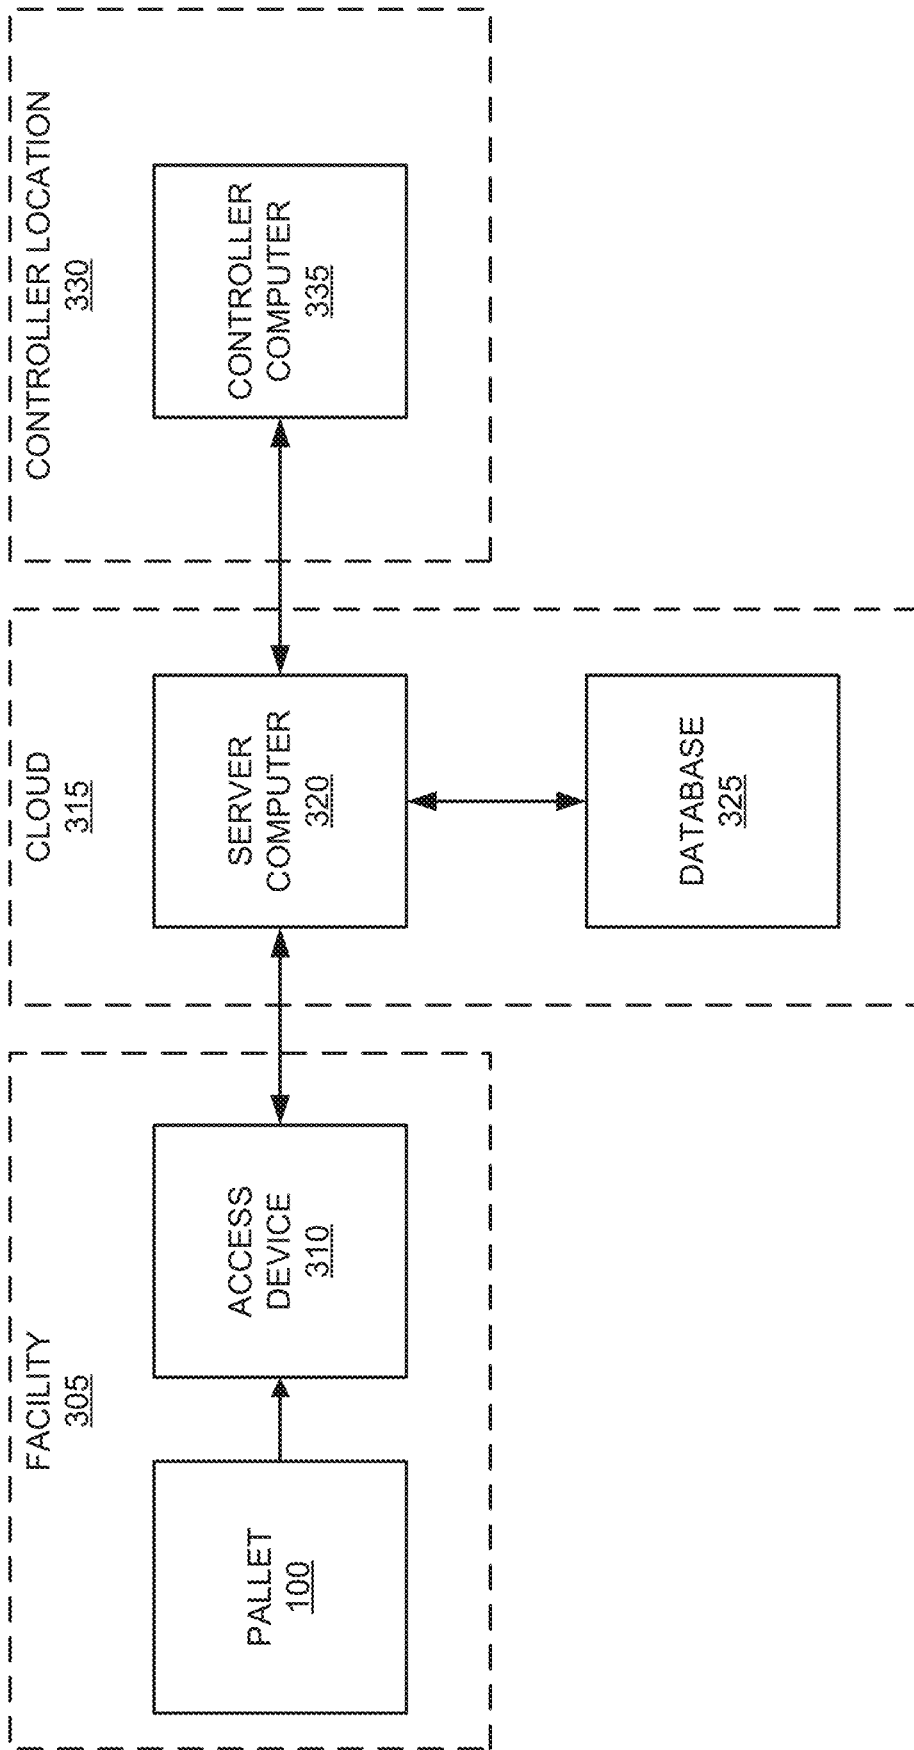 FACILITY
305
PALLET
100
ACCESS
DEVICE
310
CLOUD
315
SERVER
COMPUTER
320
DATABASE
325
CONTROLLER LOCATION
330
CONTROLLER
COMPUTER
335